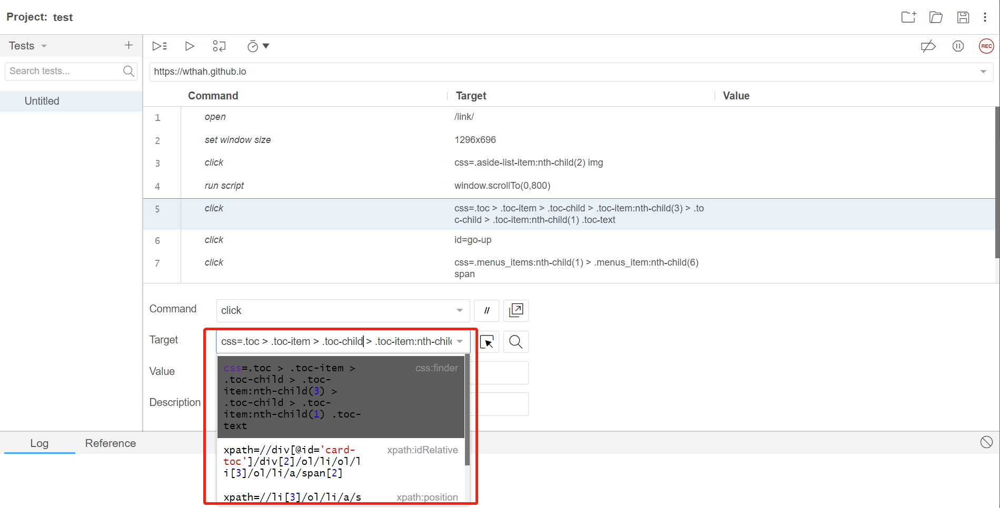 Project: test
Tests
REC
Search tests...
https://wthah.github.io
Untitled
Command Target Value
1 open /link/
2 set window size 1296x696
3 click css=.aside-list-item:nth-child(2) img
4 run script window.scrollTo(0,800)
5 click css=.toc > .toc-item > .toc-child > .toc-item:nth-child(3) > .to
c-child > .toc-item:nth-child(1) .toc-text
6 click id=go-up
7 click css=.menus_items:nth-child(1) > .menus_item:nth-child(6)
span
Command click //
Target css=.toc > .toc-item > .toc-child > .toc-item:nth-chil
Value
Description
css=.toc > .toc-item > css:finder
.toc-child > .toc-
item:nth-child(3) >
.toc-child > .toc-
item:nth-child(1) .toc-
text
xpath=//div[@id='card- xpath:idRelative
toc']/div[2]/ol/li/ol/l
i[3]/ol/li/a/span[2]
xpath=//li[3]/ol/li/a/s xpath:position
Log Reference